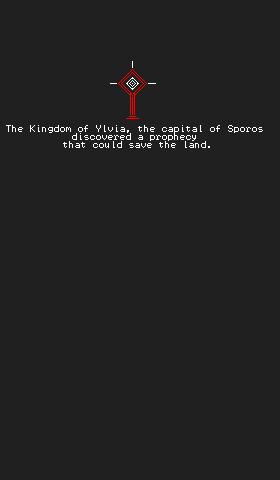 The Kingdom of Ylvia, the capital of Sporos
discovered a prophecy
that could save the land.